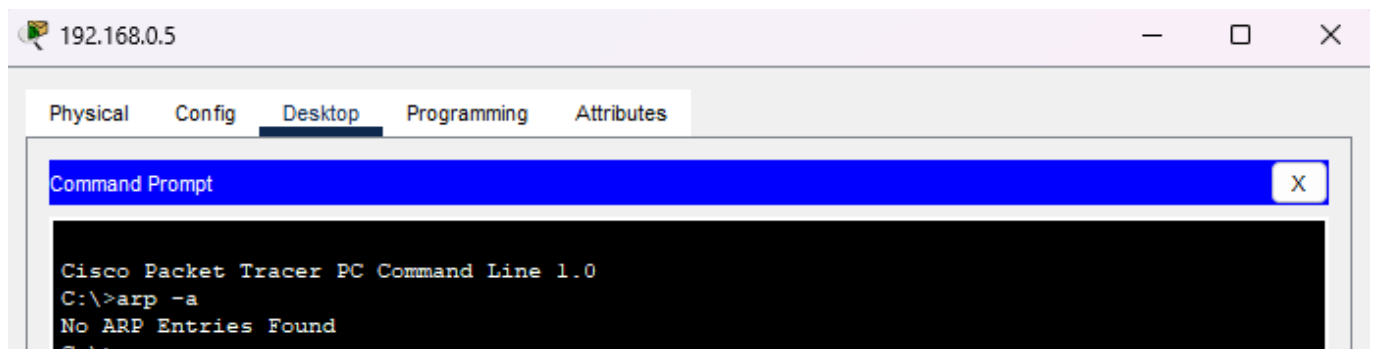 192.168.0.5
Physical Config Desktop Programming Attributes
Command Prompt
X
Cisco Packet Tracer PC Command Line 1.0
C:\>arp -a
No ARP Entries Found